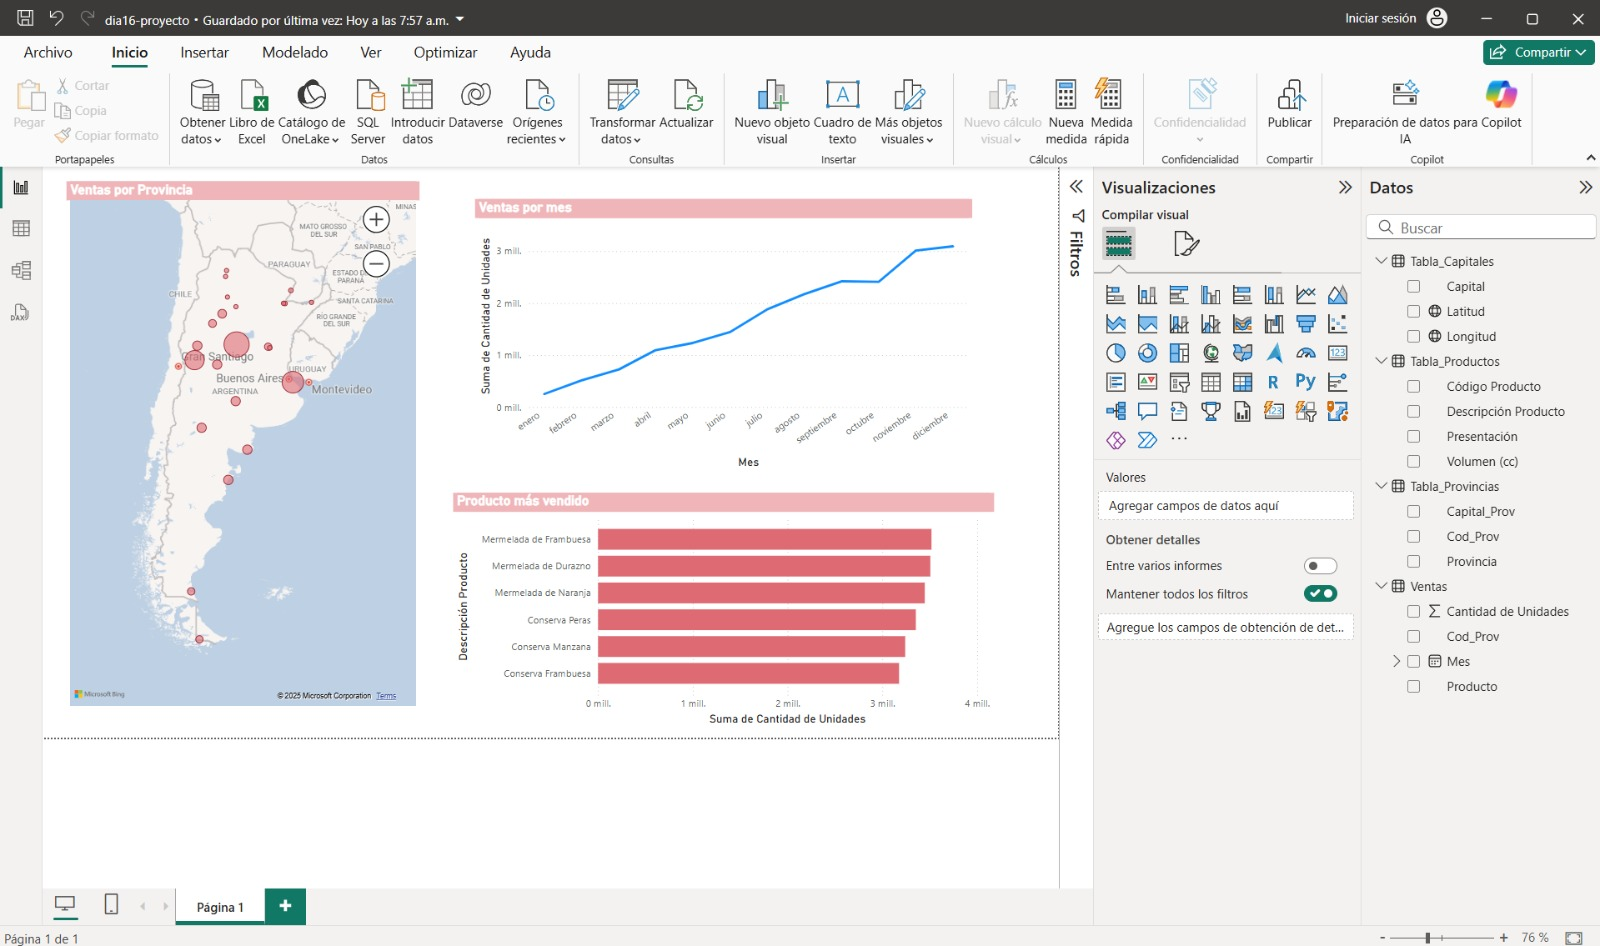 dia16-proyecto • Guardado por última vez: Hoy a las 7:57 a.m.
Iniciar sesión
Archivo
Inicio
Insertar
Modelado
Ver
Optimizar
Ayuda
Compartir
Pegar
Cortar
Copia
Copiar formato
Portapapeles
Obtener datos
Libro de Excel
Catálogo de OneLake
SQL Server
Introducir datos
Dataverse
Orígenes recientes
Datos
Transformar datos
Actualizar
Consultas
Nuevo objeto visual
Cuadro de texto
Más objetos visuales
Insertar
Nuevo cálculo visual
Nueva medida
Medida rápida
Cálculos
Confidencialidad
Confidencialidad
Publicar
Compartir
Preparación de datos para Copilot IA
Copilot
Ventas por Provincia
MINAS
MATO GROSSO DEL SUR
SAN PABLO
PARAGUAY
ESTADO DE PARANÁ
CHILE
SANTA CATARINA
RÍO GRANDE DEL SUR
Gran Santiago
URUGUAY
Buenos Aires
ARGENTINA
Montevideo
Microsoft Bing
© 2025 Microsoft Corporation Terms
Ventas por mes
Suma de Cantidad de Unidades
3 mill.
2 mill.
1 mill.
0 mill.
enero
febrero
marzo
abril
mayo
junio
julio
agosto
septiembre
octubre
noviembre
diciembre
Mes
Producto más vendido
Descripción Producto
Mermelada de Frambuesa
Mermelada de Durazno
Mermelada de Naranja
Conserva Peras
Conserva Manzana
Conserva Frambuesa
0 mill.
1 mill.
2 mill.
3 mill.
4 mill.
Suma de Cantidad de Unidades
Filtros
Visualizaciones
Compilar visual
123
R
Py
123
Valores
Agregar campos de datos aquí
Obtener detalles
Entre varios informes
Mantener todos los filtros
Agregue los campos de obtención de det...
Datos
Buscar
Tabla_Capitales
Capital
Latitud
Longitud
Tabla_Productos
Código Producto
Descripción Producto
Presentación
Volumen (cc)
Tabla_Provincias
Capital_Prov
Cod_Prov
Provincia
Ventas
Cantidad de Unidades
Cod_Prov
Mes
Producto
DAX
Página 1
Página 1 de 1
76 %